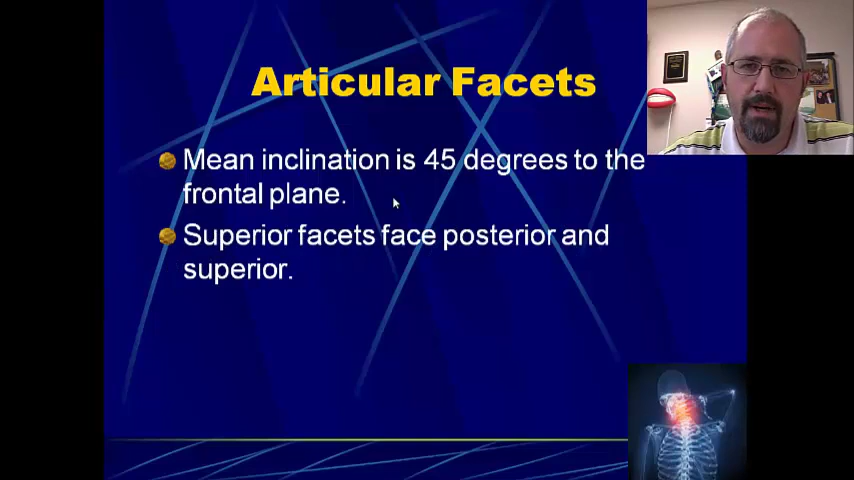 Articular Facets
Mean inclination is 45 degrees to the
frontal plane.
Superior facets face posterior and
superior.